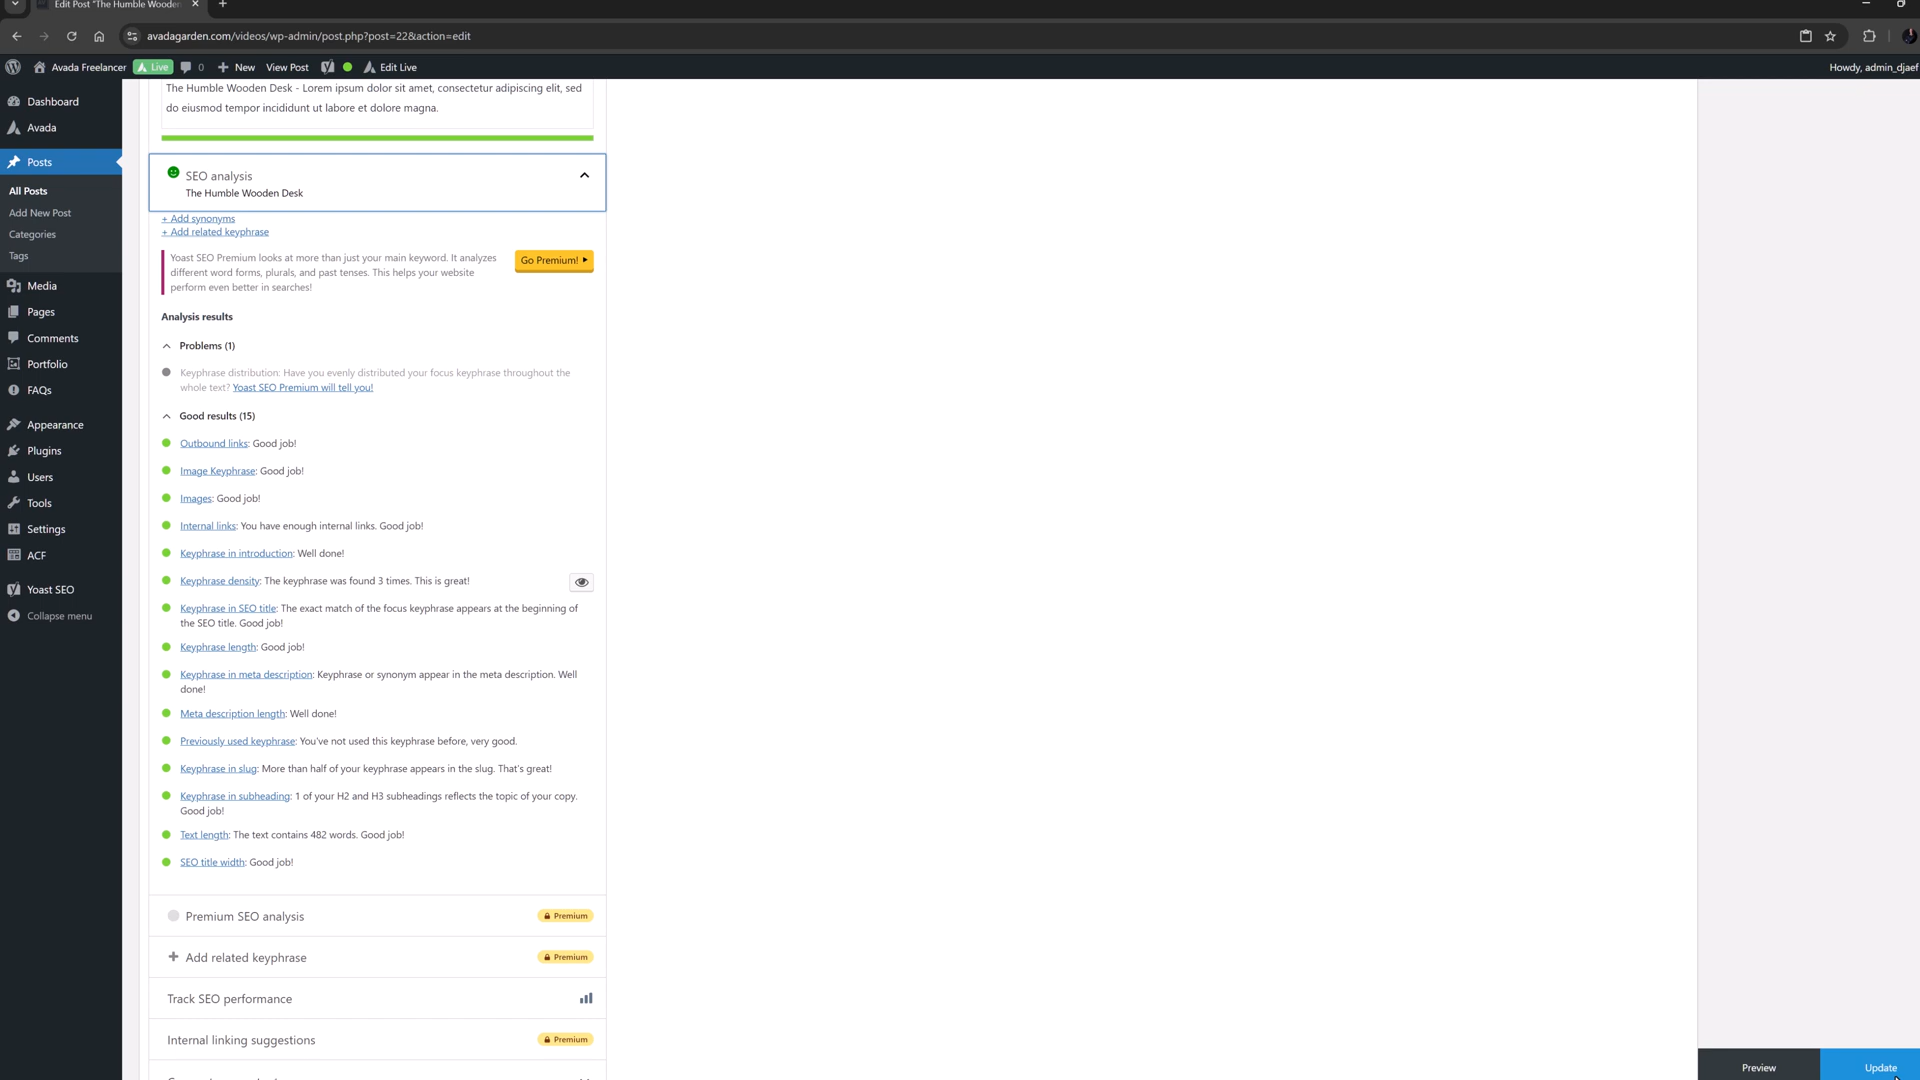 Edit Post "The Humble Wooden
avadagarden.com/videos/wp-admin/post.php?post=22&action=edit
Avada Freelancer Live 0 New View Post Edit Live Howdy, admin_djaef
Dashboard
Avada
Posts
All Posts
Add New Post
Categories
Tags
Media
Pages
Comments
Portfolio
FAQs
Appearance
Plugins
Users
Tools
Settings
ACF
Yoast SEO
Collapse menu
The Humble Wooden Desk - Lorem ipsum dolor sit amet, consectetur adipiscing elit, sed
do eiusmod tempor incididunt ut labore et dolore magna.
SEO analysis
The Humble Wooden Desk
+ Add synonyms
+ Add related keyphrase
Yoast SEO Premium looks at more than just your main keyword. It analyzes
different word forms, plurals, and past tenses. This helps your website
perform even better in searches!
Go Premium!
Analysis results
Problems (1)
Keyphrase distribution: Have you evenly distributed your focus keyphrase throughout the
whole text? Yoast SEO Premium will tell you!
Good results (15)
Outbound links: Good job!
Image Keyphrase: Good job!
Images: Good job!
Internal links: You have enough internal links. Good job!
Keyphrase in introduction: Well done!
Keyphrase density: The keyphrase was found 3 times. This is great!
Keyphrase in SEO title: The exact match of the focus keyphrase appears at the beginning of
the SEO title. Good job!
Keyphrase length: Good job!
Keyphrase in meta description: Keyphrase or synonym appear in the meta description. Well
done!
Meta description length: Well done!
Previously used keyphrase: You've not used this keyphrase before, very good.
Keyphrase in slug: More than half of your keyphrase appears in the slug. That's great!
Keyphrase in subheading: 1 of your H2 and H3 subheadings reflects the topic of your copy.
Good job!
Text length: The text contains 482 words. Good job!
SEO title width: Good job!
Premium SEO analysis Premium
Add related keyphrase Premium
Track SEO performance
Internal linking suggestions Premium
Preview Update